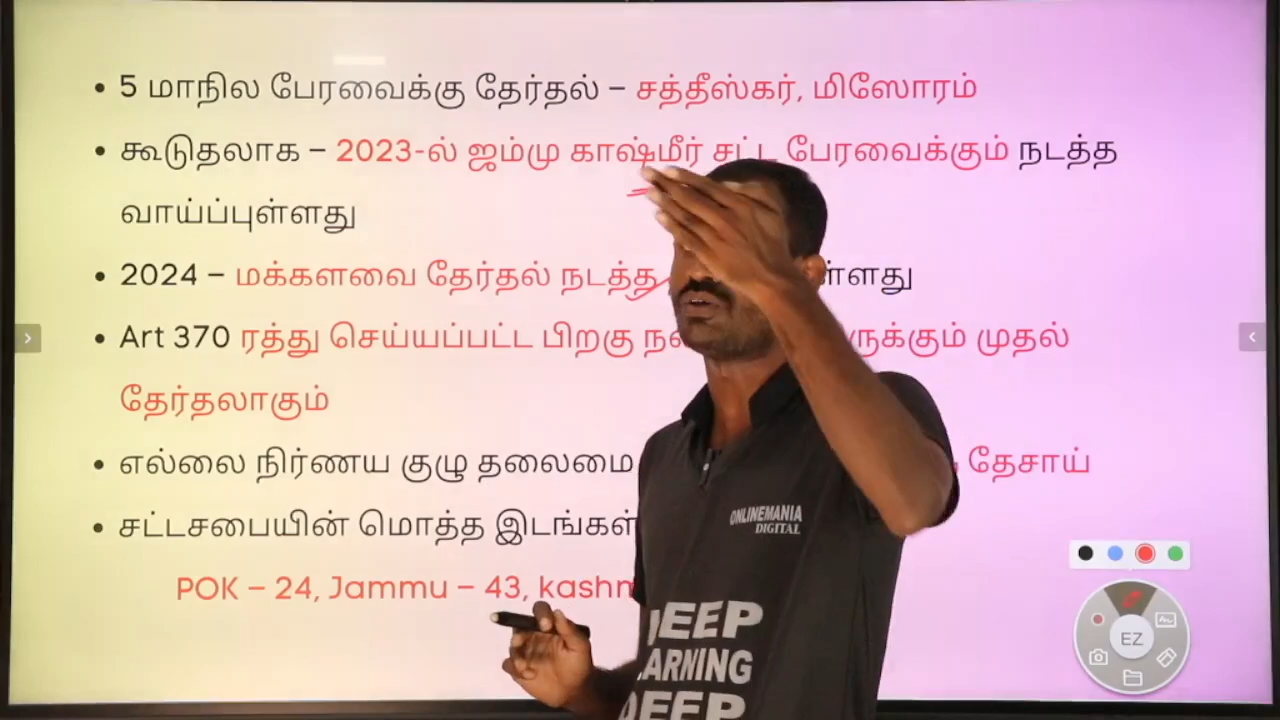 • 5 மாநில பேரவைக்கு தேர்தல் – சத்தீஸ்கர், மிஸோரம்
• கூடுதலாக – 2023-ல் ஜம்மு காஷ்மீர் சட்ட பேரவைக்கும் நடத்த
வாய்ப்புள்ளது
• 2024 – மக்களவை தேர்தல் நடத்த
• Art 370 ரத்து செய்யப்பட்ட பிறகு முதல்
தேர்தலாகும்
• எல்லை நிர்ணய குழு தலைமை தேசாய்
• சட்டசபையின் மொத்த இடங்கள்
POK – 24, Jammu – 43,
ONLINEMANIA
DIGITAL
DEEP
DEEP
EZ